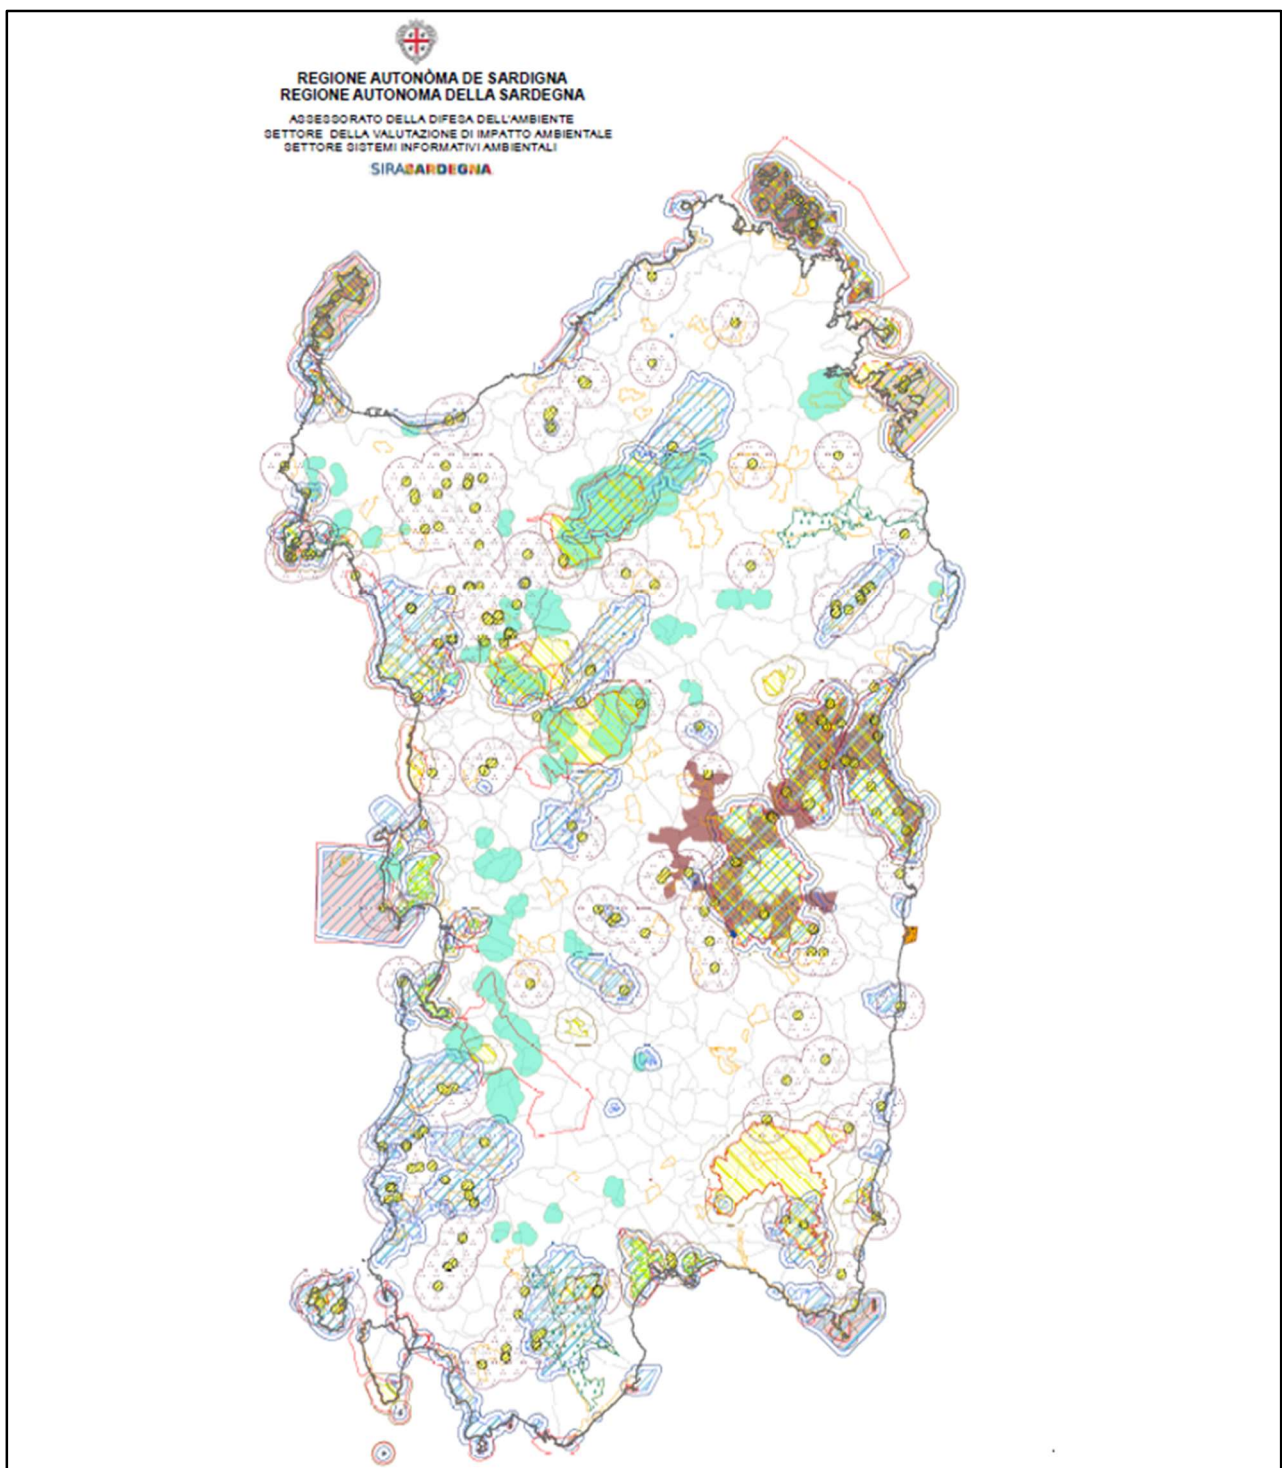 REGIONE AUTONÒMA DE SARDIGNA
REGIONE AUTONOMA DELLA SARDEGNA
ASSESSORATO DELLA DIFESA DELL'AMBIENTE
SETTORE DELLA VALUTAZIONE DI IMPATTO AMBIENTALE
SETTORE SISTEMI INFORMATIVI AMBIENTALI
SIRASARDEGNA